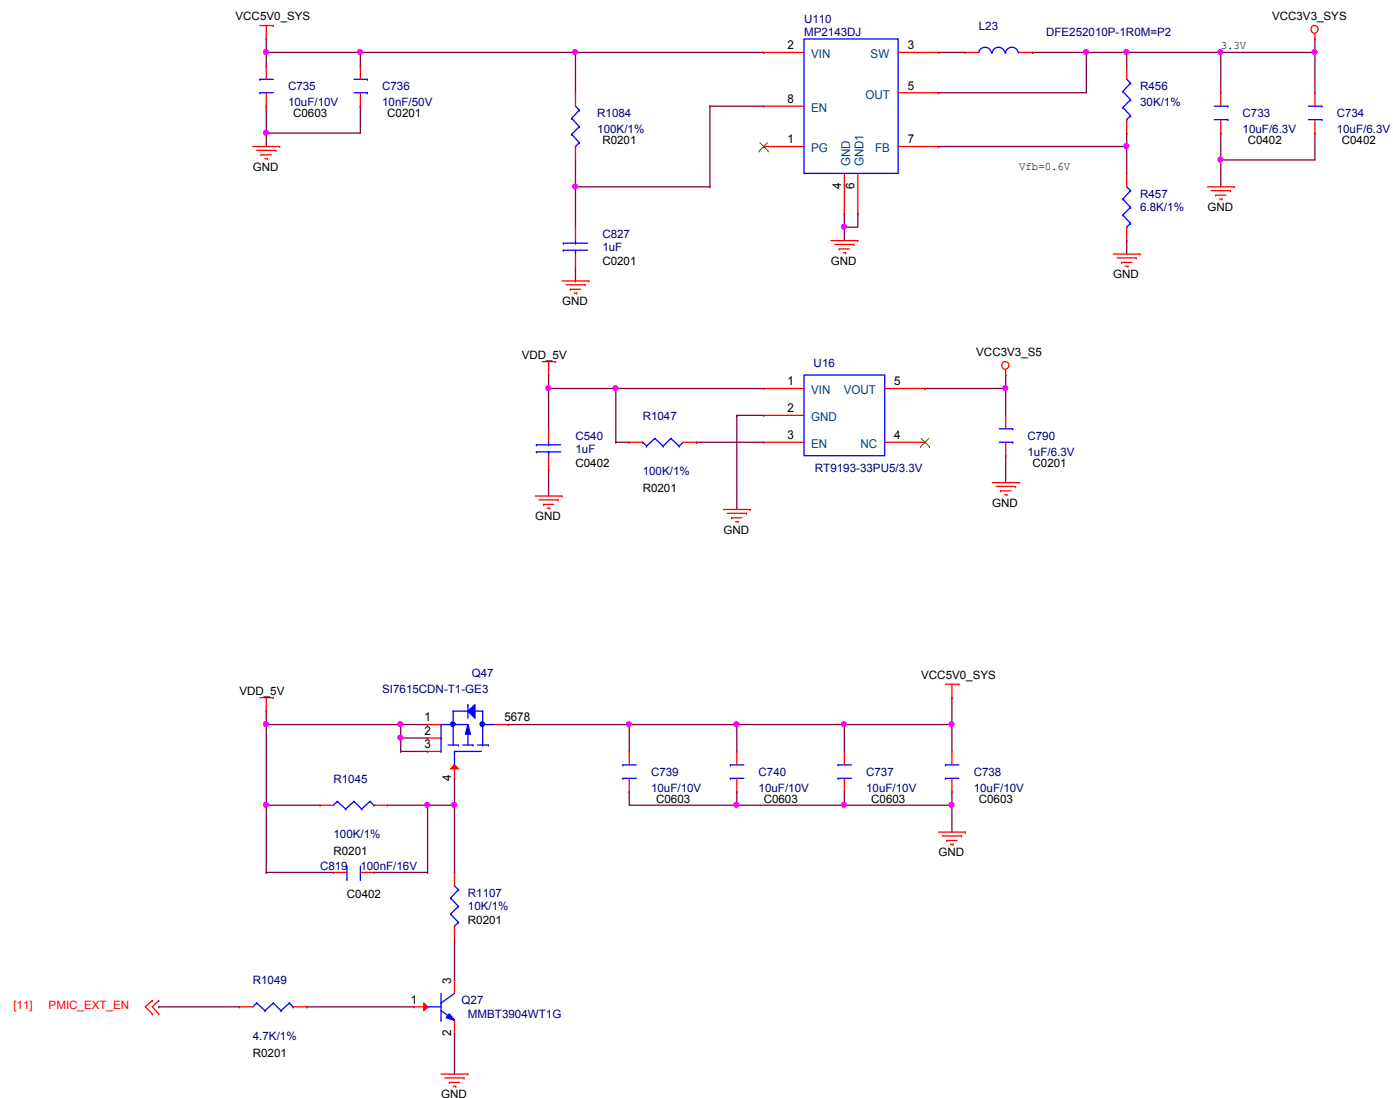 VCC5V0_SYS
U110
MP2143DJ
L23
DFE252010P-1R0M=P2
VCC3V3_SYS
2
VIN
SW
3
3.3V
C735
10uF/10V
C0603
C736
10nF/50V
C0201
R1084
100K/1%
R0201
8
EN
OUT
5
R456
30K/1%
C733
10uF/6.3V
C0402
C734
10uF/6.3V
C0402
1
PG
GND
GND1
FB
7
Vfb=0.6V
4
6
GND
R457
6.8K/1%
GND
C827
1uF
C0201
GND
GND
GND
VDD_5V
U16
VCC3V3_S5
1
VIN
VOUT
5
2
GND
R1047
3
EN
NC
4
C540
1uF
C0402
100K/1%
R0201
RT9193-33PU5/3.3V
C790
1uF/6.3V
C0201
GND
GND
GND
Q47
SI7615CDN-T1-GE3
VDD_5V
VCC5V0_SYS
1
2
3
5678
4
R1045
100K/1%
R0201
C819
100nF/16V
C0402
C739
10uF/10V
C0603
C740
10uF/10V
C0603
C737
10uF/10V
C0603
C738
10uF/10V
C0603
GND
R1107
10K/1%
R0201
R1049
3
[11] PMIC_EXT_EN
1
Q27
MMBT3904WT1G
4.7K/1%
R0201
2
GND